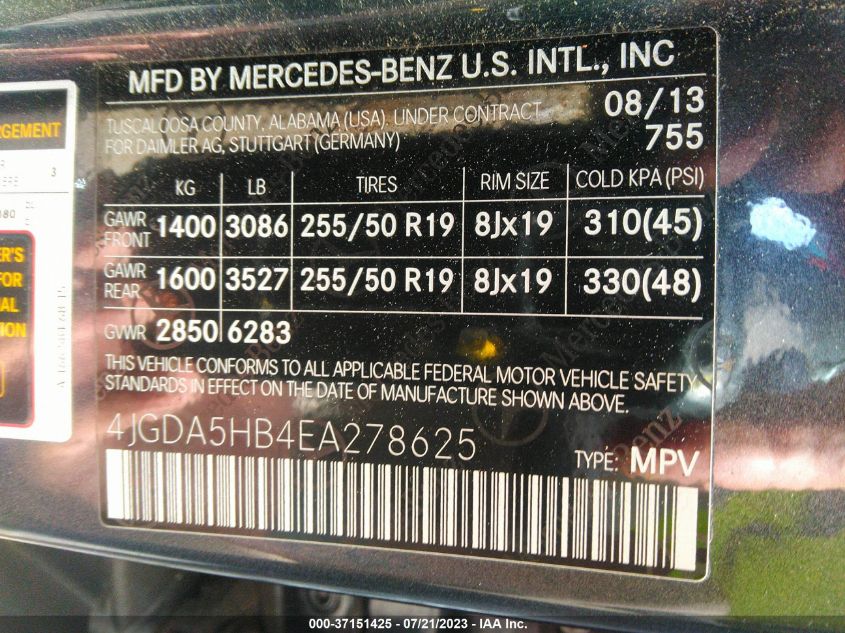 MFD BY MERCEDES-BENZ U.S. INTL., INC
TUSCALOOSA COUNTY, ALABAMA (USA). UNDER CONTRACT 08/13
FOR DAIMLER AG, STUTTGART (GERMANY) 755
KG LB TIRES RIM SIZE COLD KPA (PSI)
GAWR FRONT 1400 3086 255/50 R19 8Jx19 310(45)
GAWR REAR 1600 3527 255/50 R19 8Jx19 330(48)
GVWR 2850 6283
THIS VEHICLE CONFORMS TO ALL APPLICABLE FEDERAL MOTOR VEHICLE SAFETY
STANDARDS IN EFFECT ON THE DATE OF MANUFACTURE SHOWN ABOVE.
4JGDA5HB4EA278625
TYPE: MPV
000-37151425 - 07/21/2023 - IAA Inc.